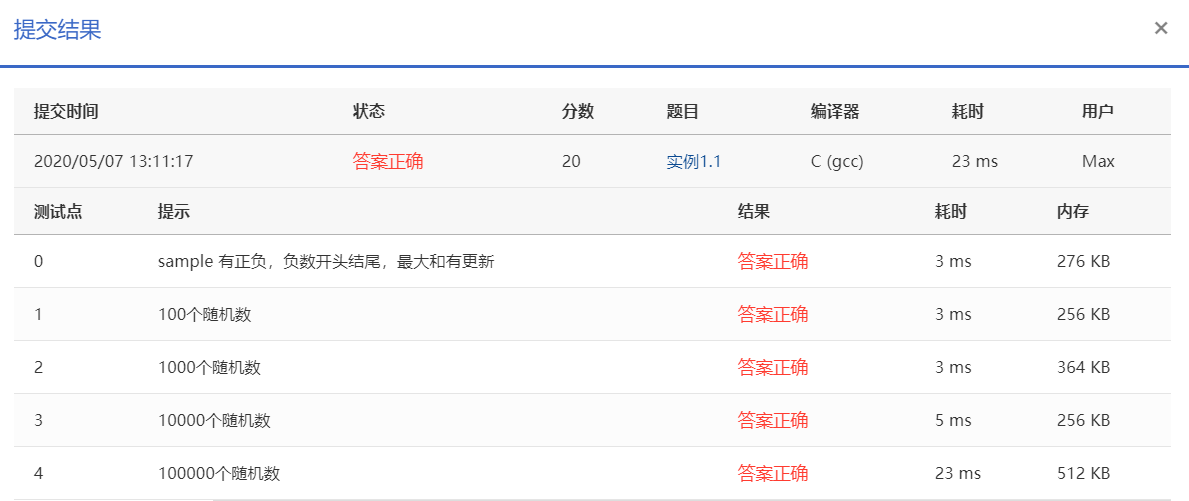 提交结果 ×
提交时间 状态 分数 题目 编译器 耗时 用户
2020/05/07 13:11:17 答案正确 20 实例1.1 C (gcc) 23 ms Max
测试点 提示 结果 耗时 内存
0 sample 有正负，负数开头结尾，最大和有更新 答案正确 3 ms 276 KB
1 100个随机数 答案正确 3 ms 256 KB
2 1000个随机数 答案正确 3 ms 364 KB
3 10000个随机数 答案正确 5 ms 256 KB
4 100000个随机数 答案正确 23 ms 512 KB